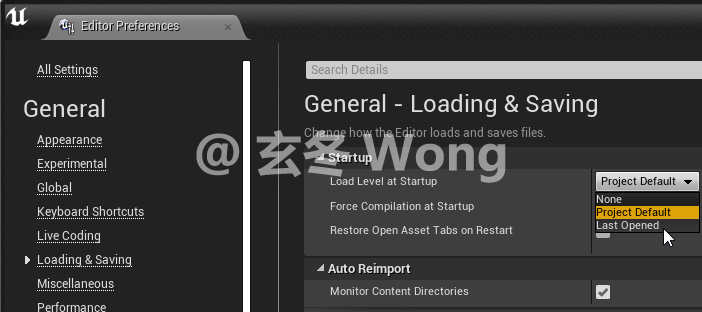 Editor Preferences
All Settings
General
Appearance
Experimental
Global
Keyboard Shortcuts
Live Coding
Loading & Saving
Miscellaneous
Performance
Search Details
General - Loading & Saving
Change how the Editor loads and saves files.
@玄冬Wong
Startup
Load Level at Startup
Project Default
None
Project Default
Last Opened
Force Compilation at Startup
Restore Open Asset Tabs on Restart
Auto Reimport
Monitor Content Directories